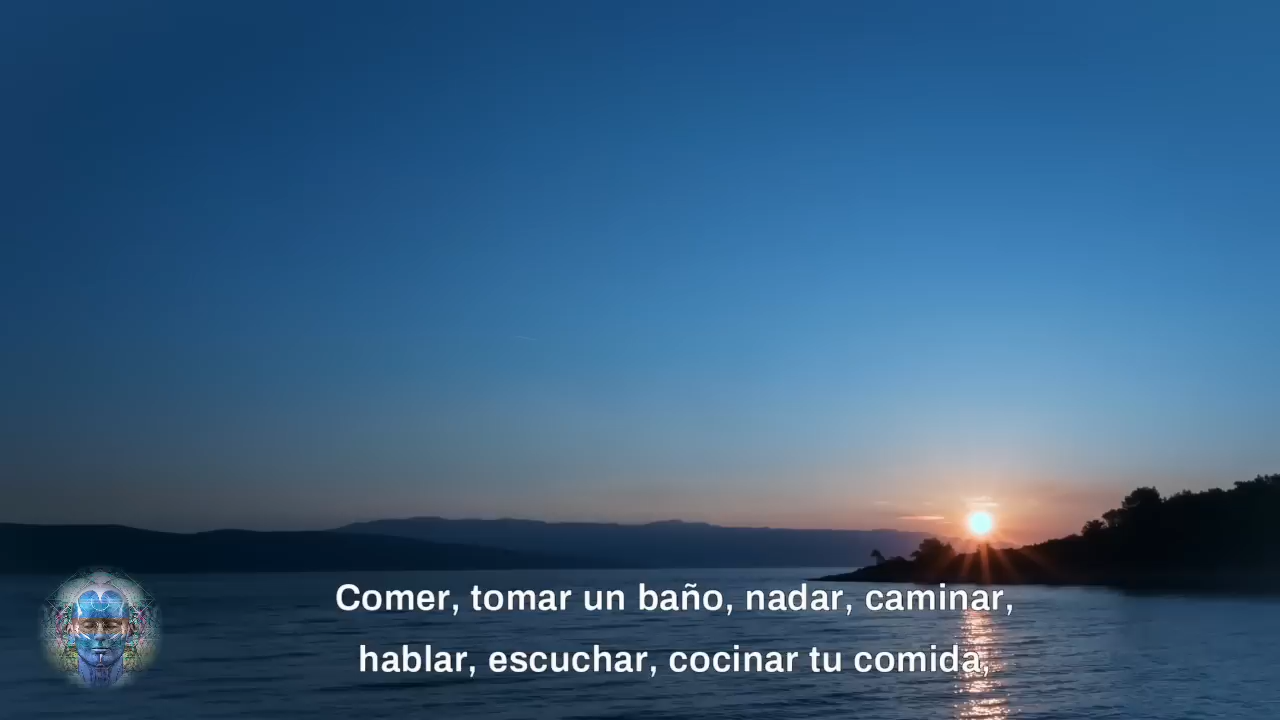 Comer, tomar un baño, nadar, caminar,
hablar, escuchar, cocinar tu comida,